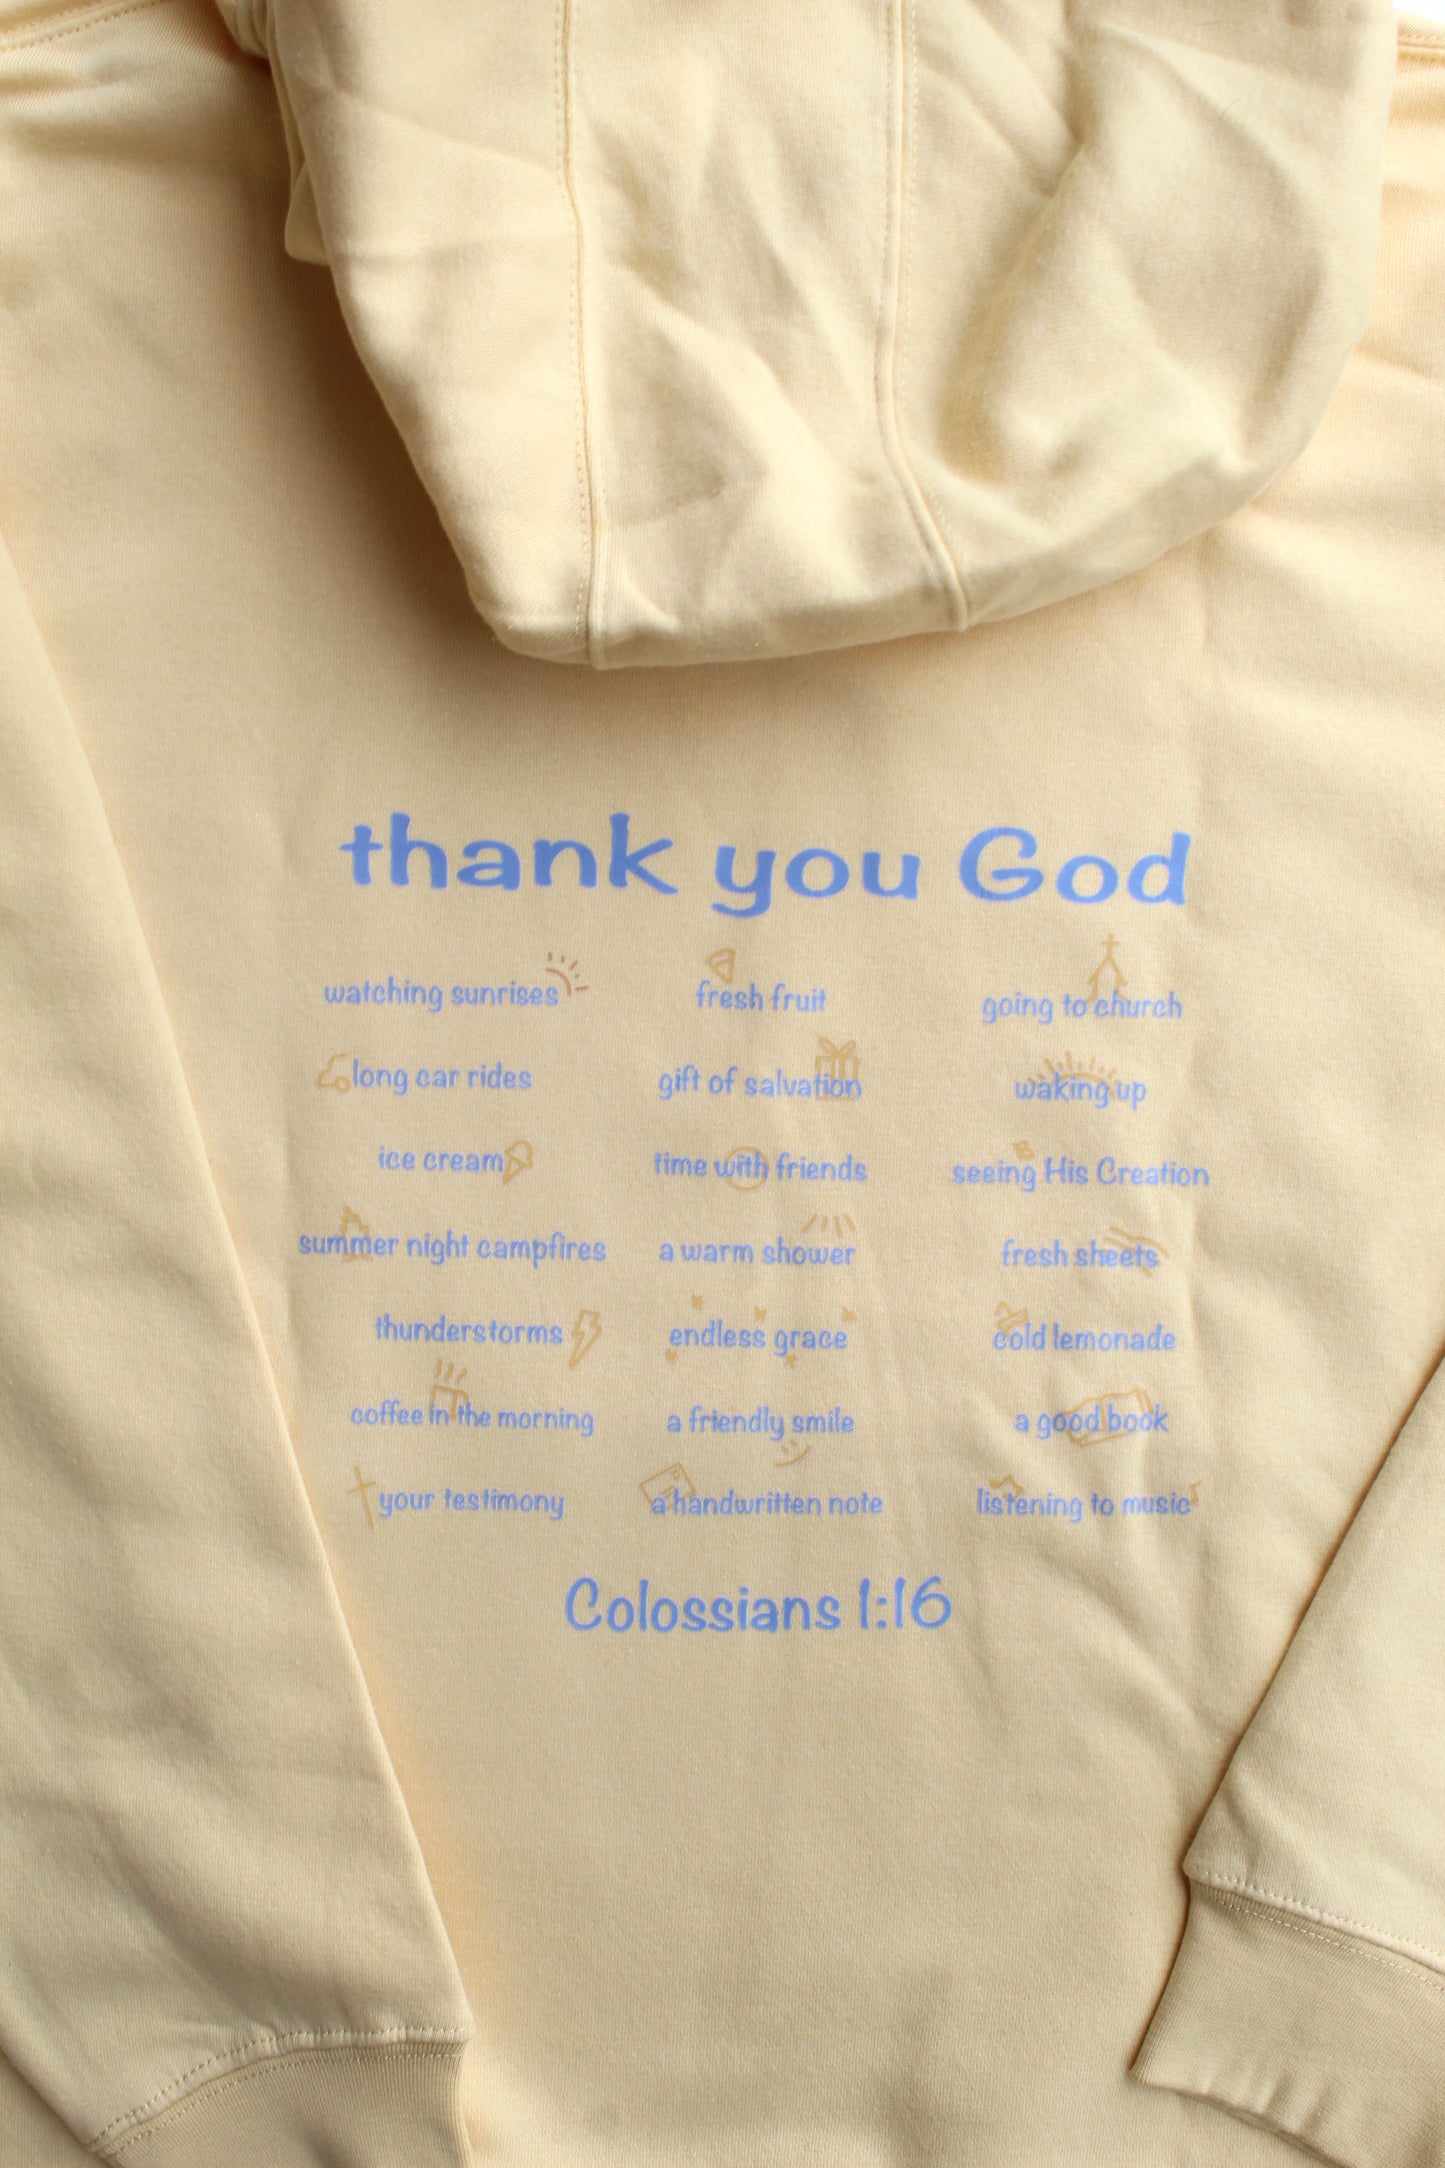 thank you God
watching sunrises
fresh fruit
going to church
long car rides
gift of salvation
waking up
ice cream
time with friends
seeing His Creation
summer night campfires
a warm shower
fresh sheets
thunderstorms
endless grace
cold lemonade
coffee in the morning
a friendly smile
a good book
your testimony
a handwritten note
listening to music
Colossians 1:16